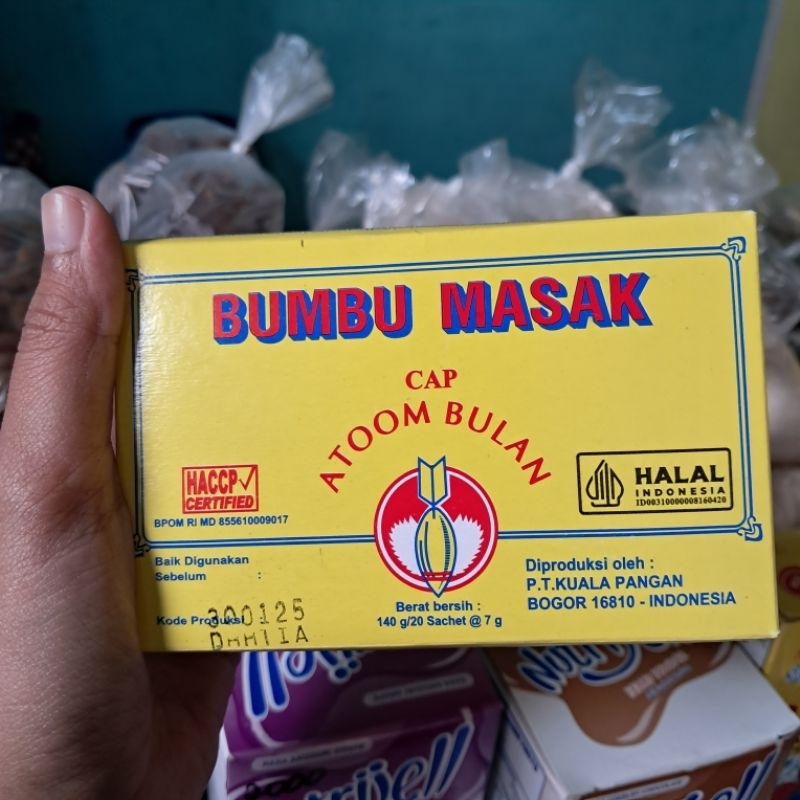 BUMBU MASAK
CAP
ATOOM BULAN
HACCP
CERTIFIED
BPOM RI MD 855610009017
HALAL
INDONESIA
ID00310000008160420
Baik Digunakan
Sebelum :
Kode Produksi
300125
Berat bersih :
140 g/20 Sachet @ 7 g
Diproduksi oleh :
P.T.KUALA PANGAN
BOGOR 16810 - INDONESIA
Nutrijell